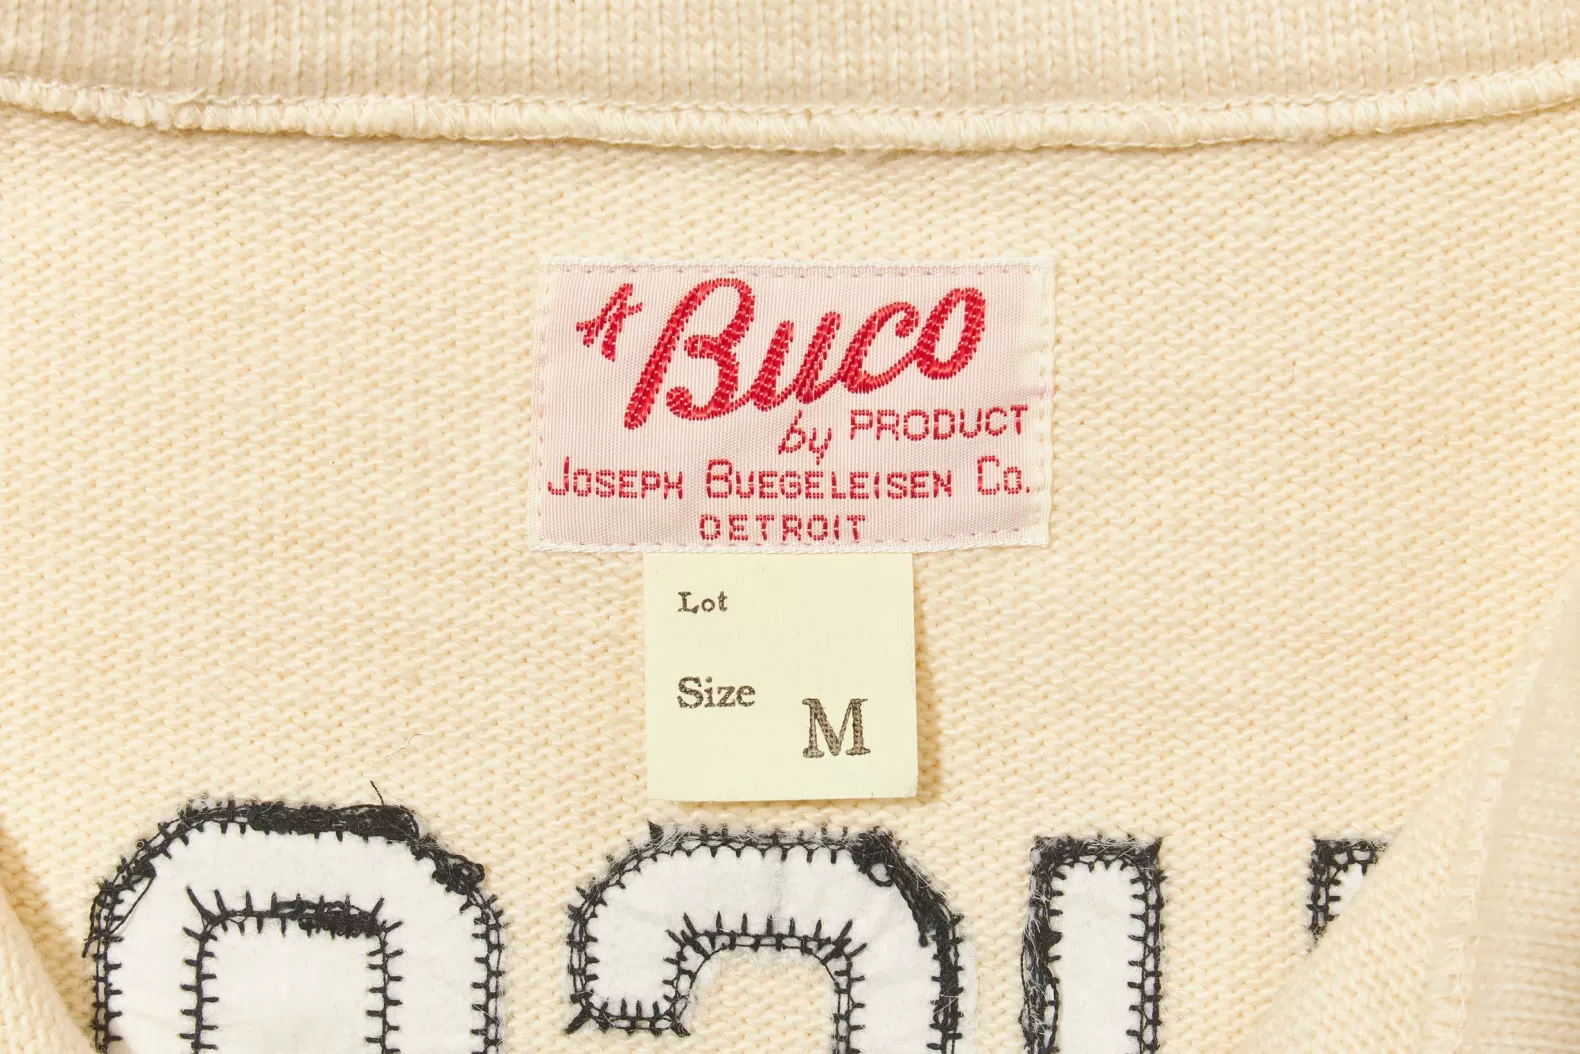 A Buco
by PRODUCT
JOSEPH BUEGELEISEN CO.
DETROIT
Lot
Size M